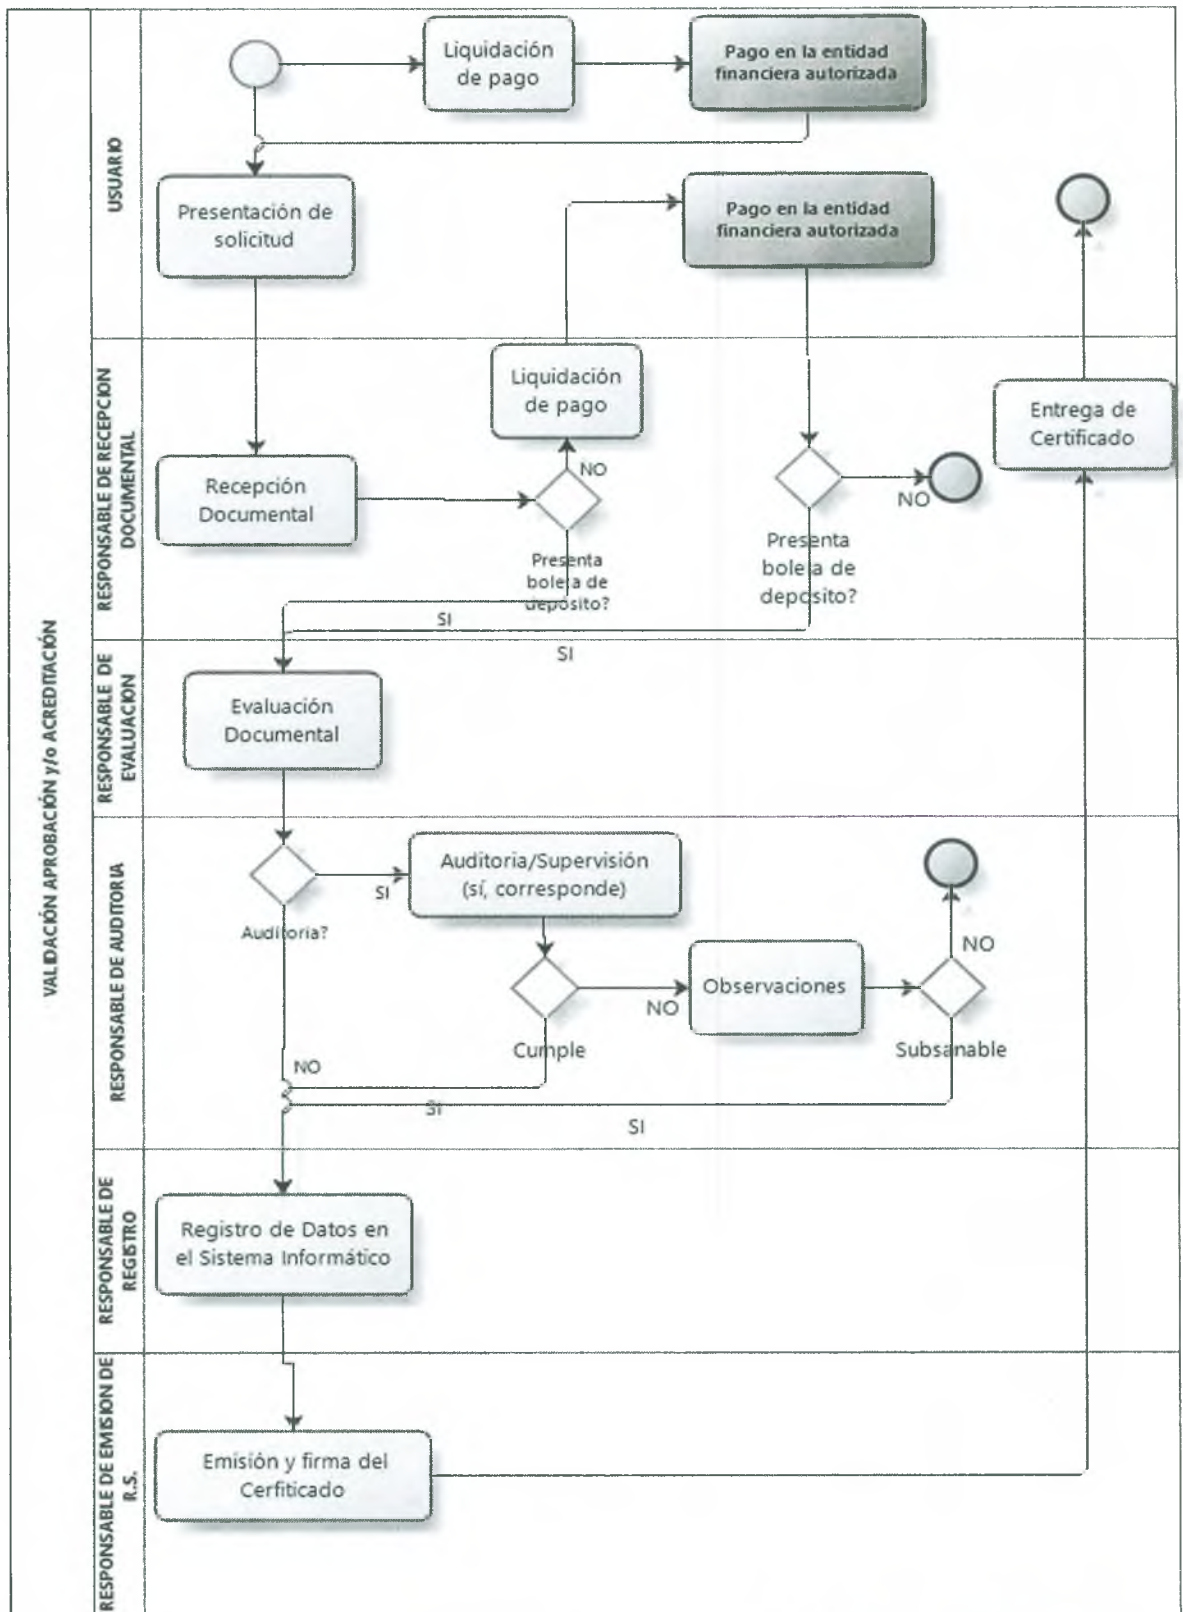 VALIDACIÓN APROBACIÓN y/o ACREDITACIÓN
USUARIO
Liquidación
de pago
Pago en la entidad
financiera autorizada
Presentación de
solicitud
Pago en la entidad
financiera autorizada
RESPONSABLE DE RECEPCION
DOCUMENTAL
Liquidación
de pago
Entrega de
Certificado
Recepción
Documental
NO
NO
Presenta
boleta de
deposito?
Presenta
boleta de
deposito?
SI
SI
RESPONSABLE DE
EVALUACION
Evaluación
Documental
RESPONSABLE DE AUDITORIA
Auditoria/Supervisión
(sí, corresponde)
SI
Auditoria?
NO
Observaciones
NO
Cumple
Subsanable
NO
SI
SI
RESPONSABLE DE
REGISTRO
Registro de Datos en
el Sistema Informático
RESPONSABLE DE EMISION DE
R.S.
Emisión y firma del
Cerfiticado